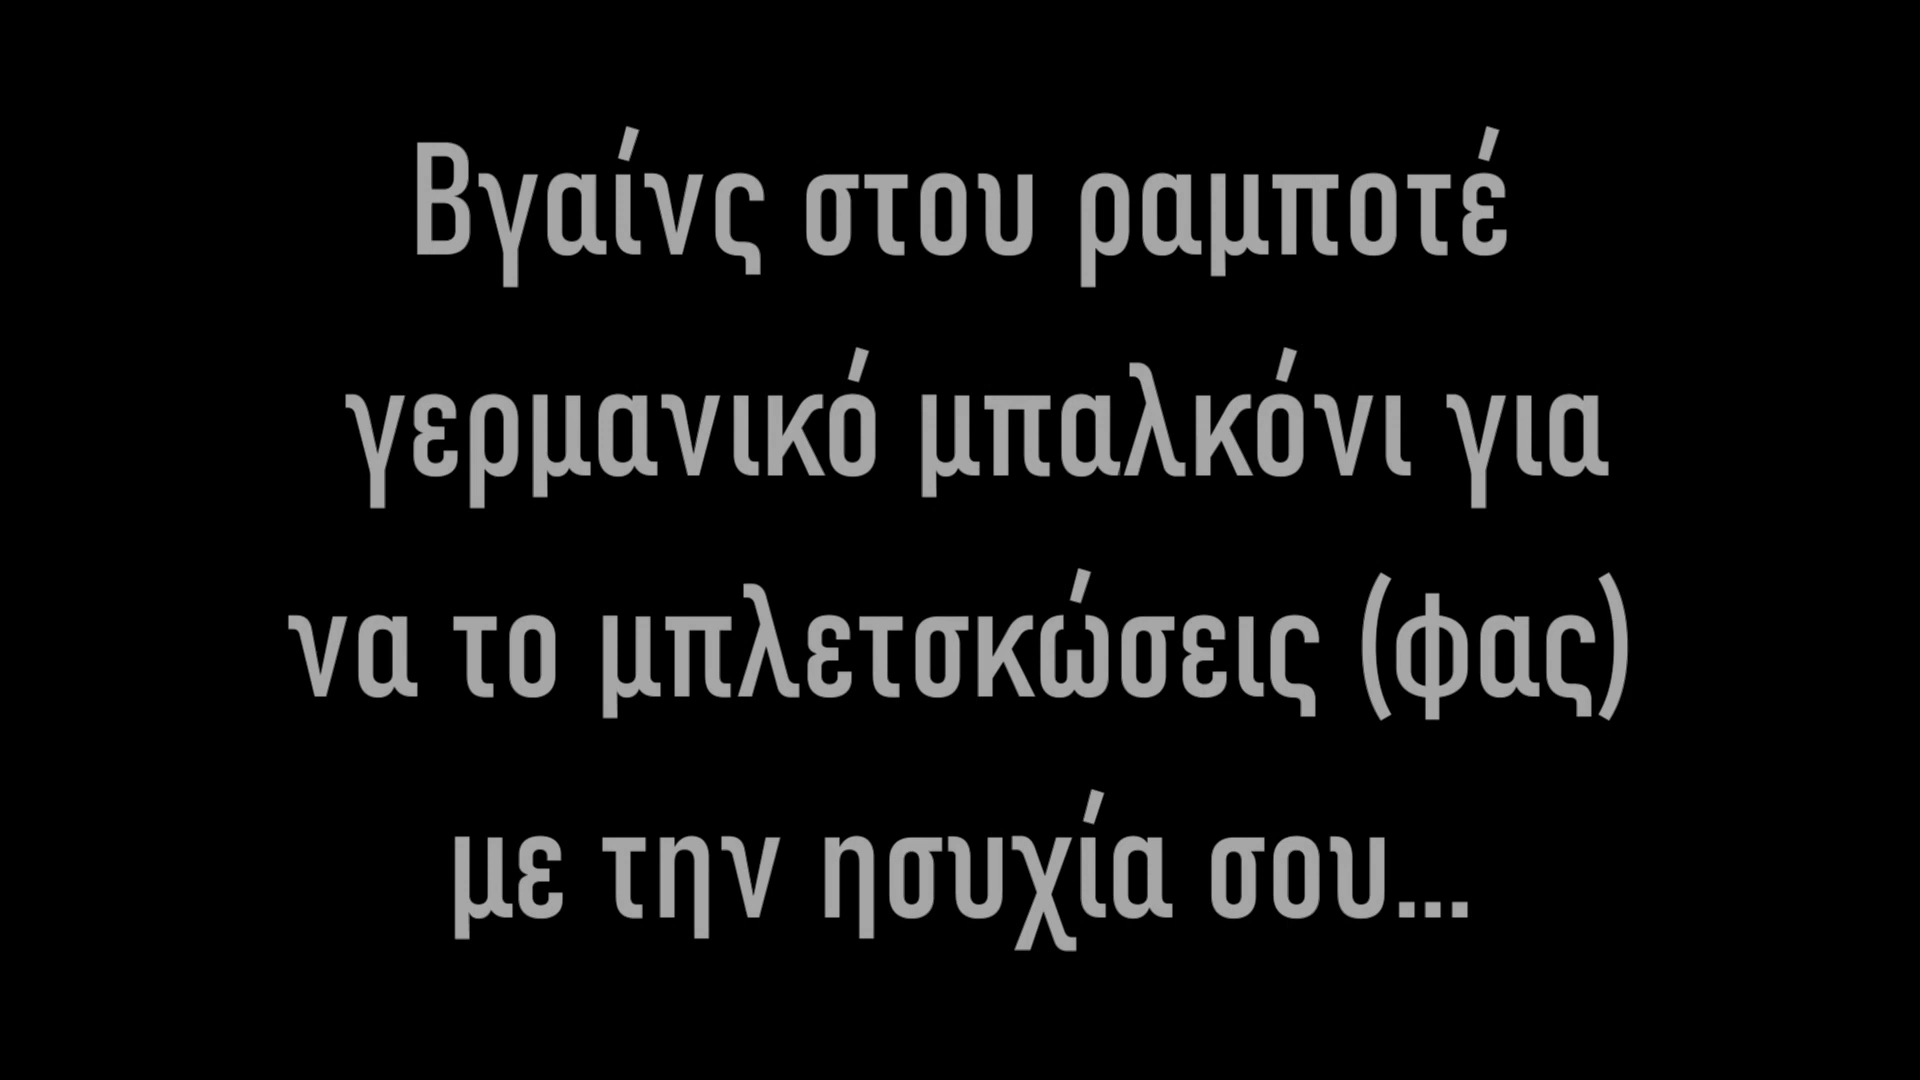 Βγαίνς στου ραμποτέ
γερμανικό μπαλκόνι για
να το μπλετσκώσεις (φας)
με την ησυχία σου...